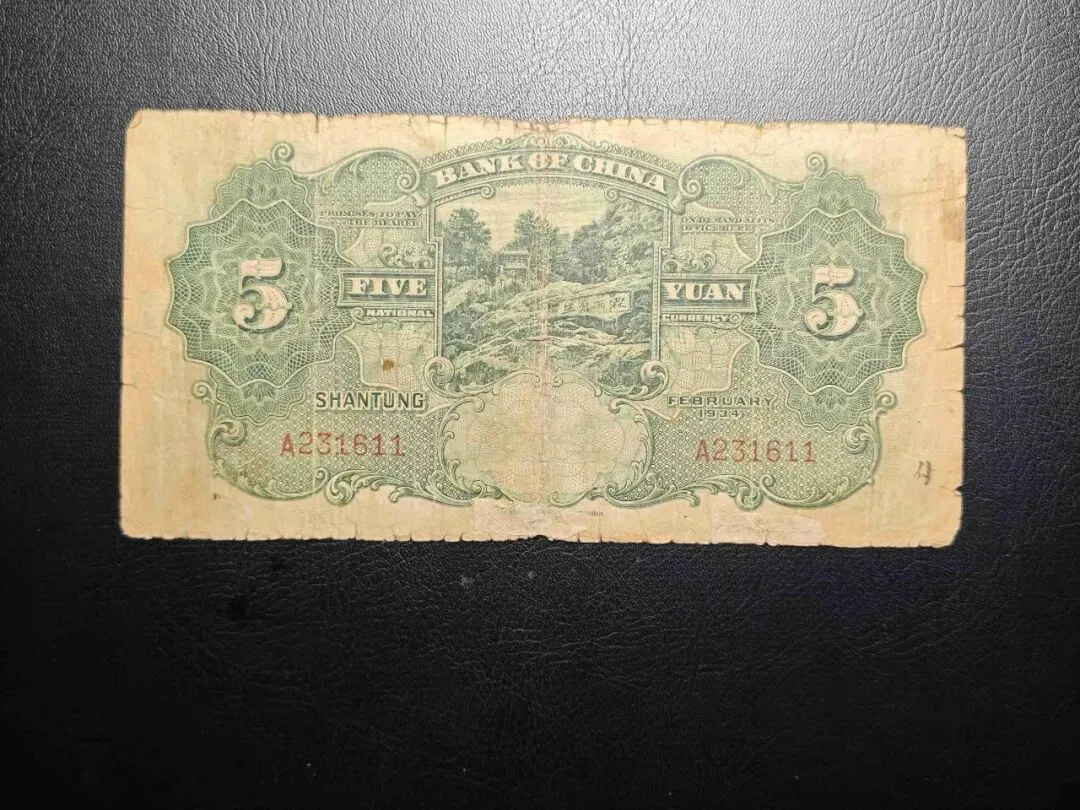 BANK OF CHINA
PROMISES TO PAY
THE BEARER
ON DEMAND AT ITS
OFFICE HERE
5
FIVE
YUAN
5
NATIONAL
CURRENCY
SHANTUNG
FEBRUARY
1934
A231611
A231611